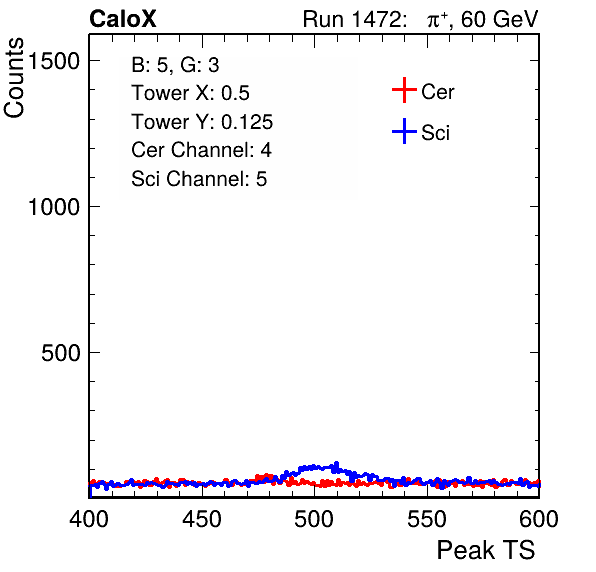 CaloX Run 1472: π⁺, 60 GeV
B: 5, G: 3
Tower X: 0.5
Tower Y: 0.125
Cer Channel: 4
Sci Channel: 5
Cer
Sci
Counts
1500
1000
500
400 450 500 550 600
Peak TS